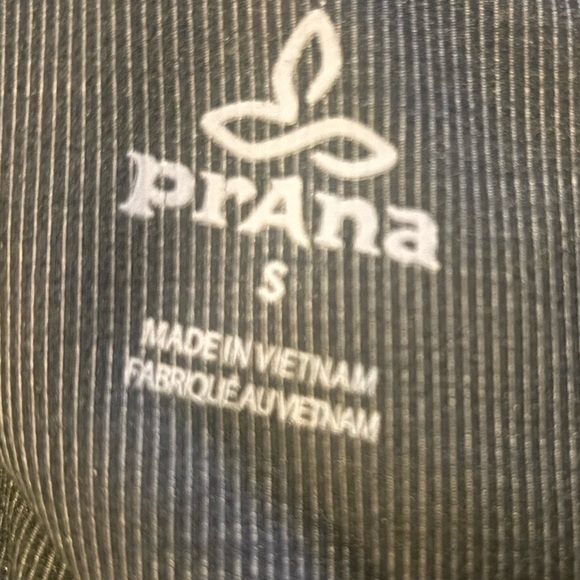 prAna
S
MADE IN VIETNAM
FABRIQUÉ AU VIETNAM